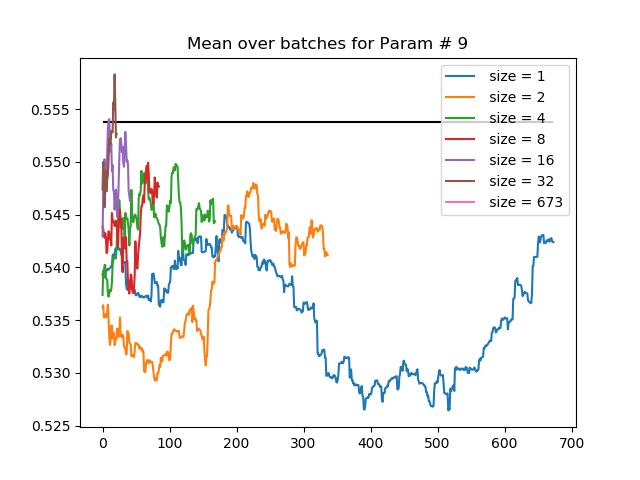 Mean over batches for Param # 9
0.555
0.550
0.545
0.540
0.535
0.530
0.525
0
100
200
300
400
500
600
700
size = 1
size = 2
size = 4
size = 8
size = 16
size = 32
size = 673